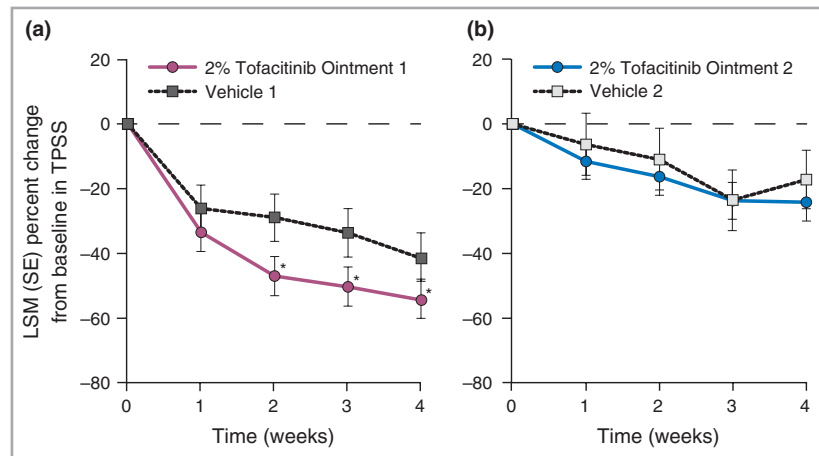 (a)
2% Tofacitinib Ointment 1
Vehicle 1
LSM (SE) percent change
from baseline in TPSS
20
0
–20
–40
–60
–80
*
*
*
0 1 2 3 4
Time (weeks)
(b)
2% Tofacitinib Ointment 2
Vehicle 2
20
0
–20
–40
–60
–80
0 1 2 3 4
Time (weeks)